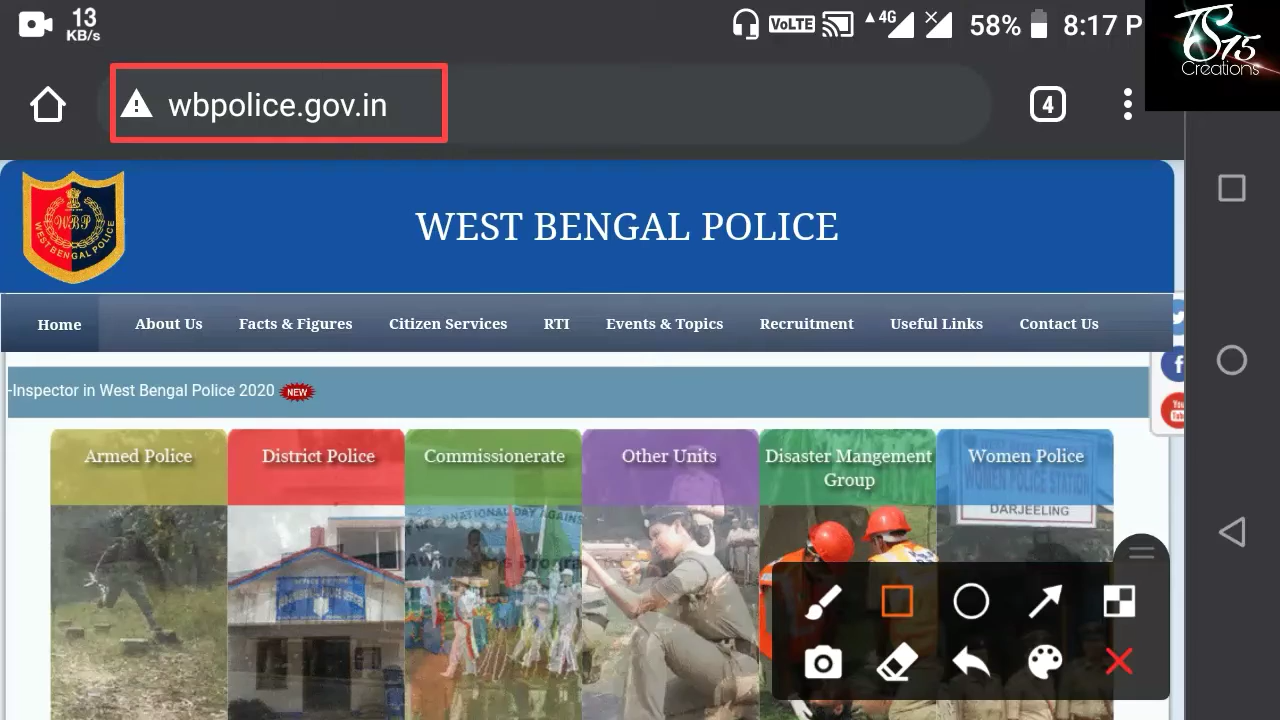 13
KB/s
VoLTE
4G
58%
8:17 P
TS15
Creations
wbpolice.gov.in
4
WBP
WEST BENGAL POLICE
WEST BENGAL POLICE
Home
About Us
Facts & Figures
Citizen Services
RTI
Events & Topics
Recruitment
Useful Links
Contact Us
-Inspector in West Bengal Police 2020 NEW
You
Tub
Armed Police
District Police
Commissionerate
Other Units
Disaster Mangement
Group
Women Police
WOMEN POLICE STATION
DARJEELING